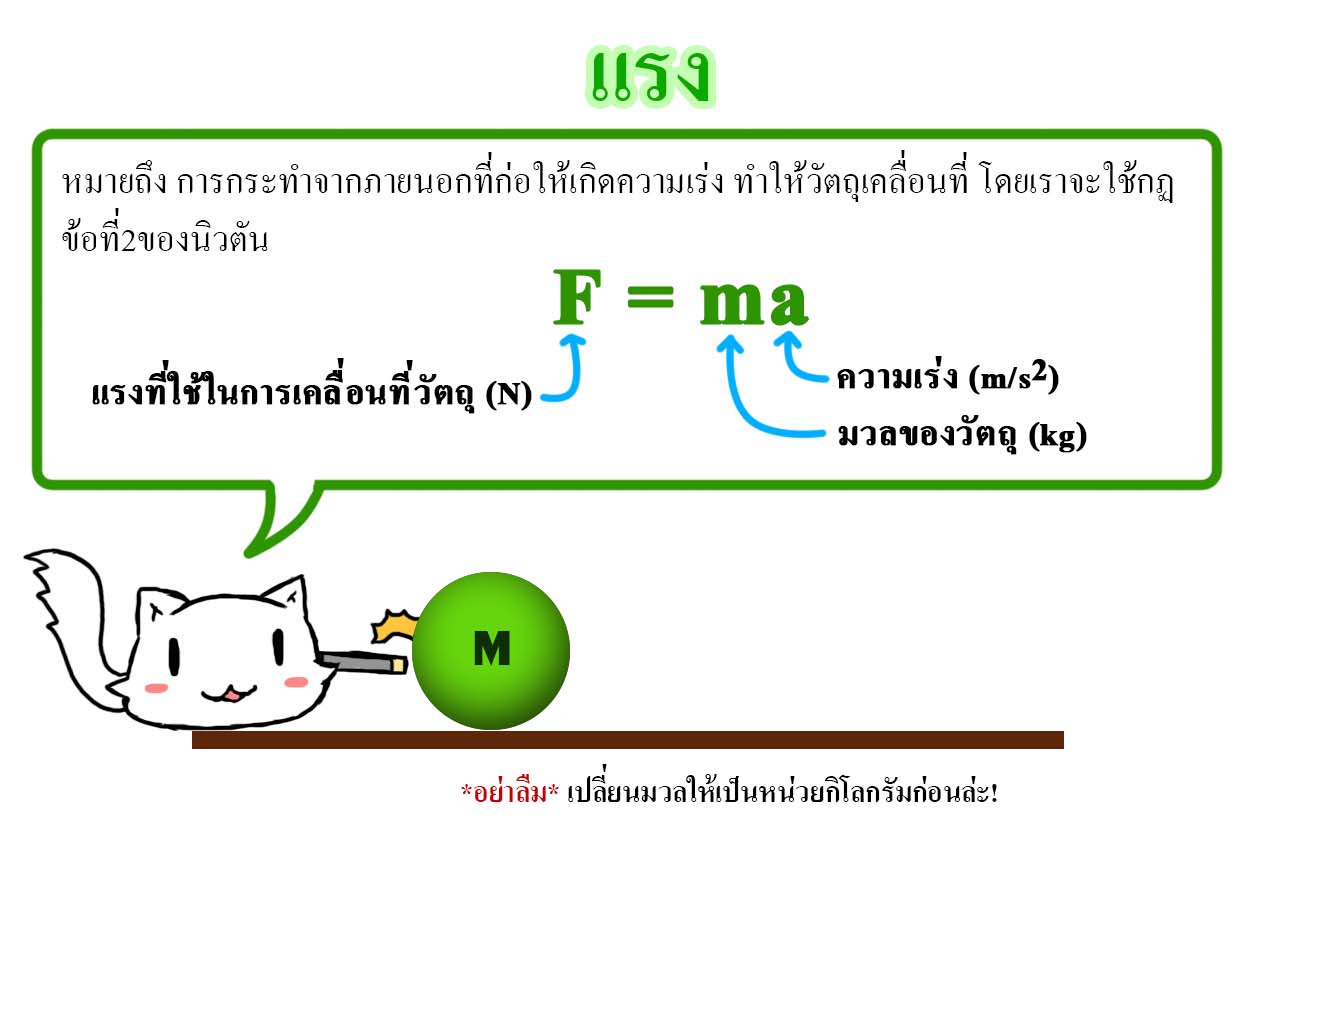 แรง
หมายถึง การกระทำจากภายนอกที่ก่อให้เกิดความเร่ง ทำให้วัตถุเคลื่อนที่ โดยเราจะใช้กฏ
ข้อที่2ของนิวตัน
F = ma
แรงที่ใช้ในการเคลื่อนที่วัตถุ (N)
ความเร่ง (m/s²)
มวลของวัตถุ (kg)
M
*อย่าลืม* เปลี่ยนมวลให้เป็นหน่วยกิโลกรัมก่อนล่ะ!